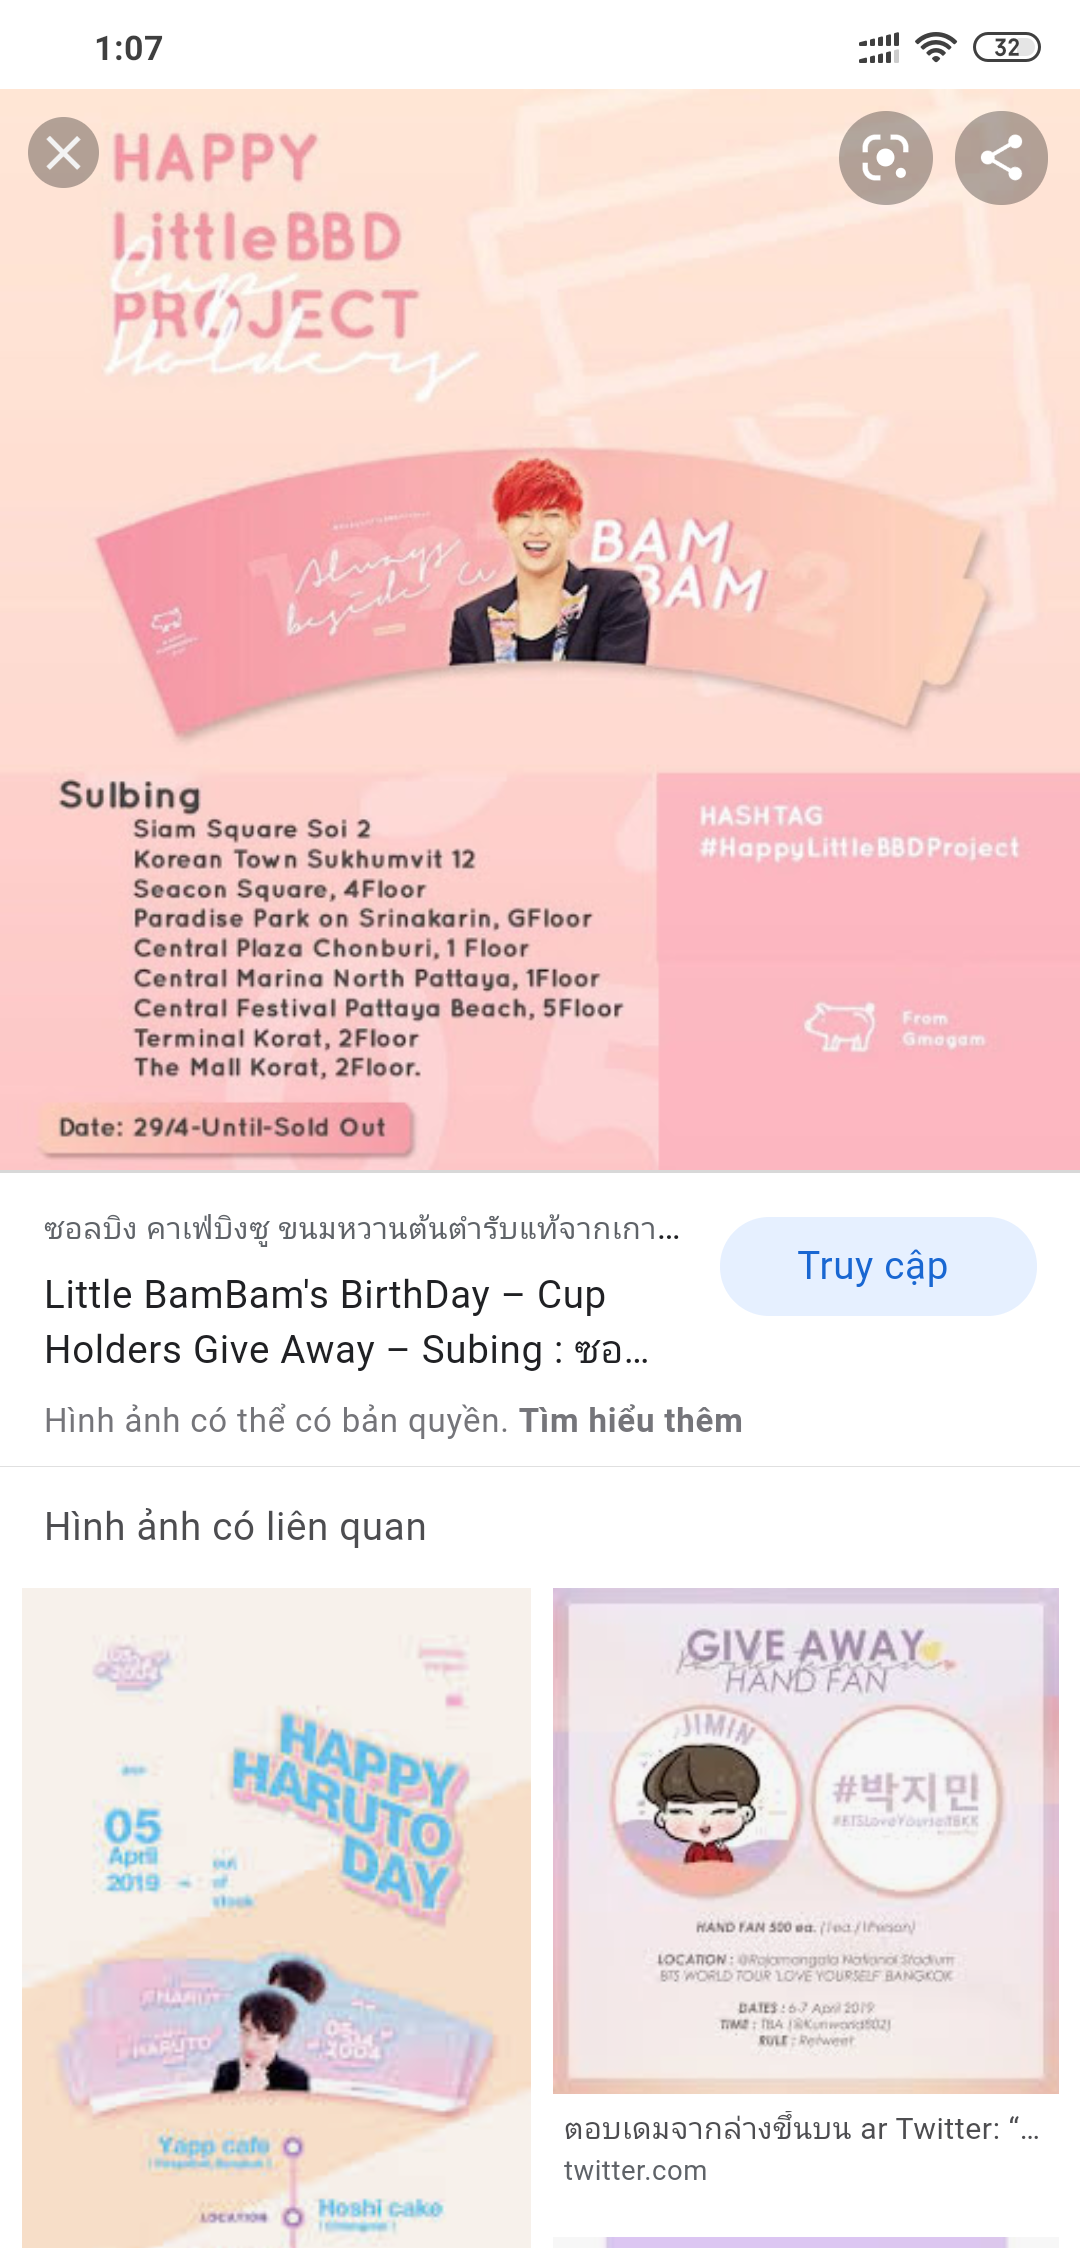 1:07
32
HAPPY
LittleBBD
PROJECT
Cup
Holders
Always
beside
BAM
BAM
Sulbing
Siam Square Soi 2
Korean Town Sukhumvit 12
Seacon Square, 4Floor
Paradise Park on Srinakarin, GFloor
Central Plaza Chonburi, 1 Floor
Central Marina North Pattaya, 1Floor
Central Festival Pattaya Beach, 5Floor
Terminal Korat, 2Floor
The Mall Korat, 2Floor.
Date: 29/4-Until-Sold Out
HASHTAG
#HappyLittleBBDProject
From
Gmagam
ซอลบิง คาเฟ่บิงซู ขนมหวานต้นตำรับแท้จากเกา...
Truy cập
Little BamBam's BirthDay – Cup
Holders Give Away – Subing : ซอ...
Hình ảnh có thể có bản quyền. Tìm hiểu thêm
Hình ảnh có liên quan
HAPPY
HARUTO
DAY
05
April
2019 - out
of
stock
HARUTO
Yapp cafe
LOCATION
Hoshi cake
GIVE AWAY
HAND FAN
JIMIN
#박지민
#BTSLoveYourselfBKK
HAND FAN 500 ea. (1ea./1Person)
LOCATION : @Rajamangala National Stadium
BTS WORLD TOUR 'LOVE YOURSELF' BANGKOK
DATES : 6-7 April 2019
TIME : TBA
RULE : Retweet
ตอบเดมจากล่างขึ้นบน ar Twitter: “...
twitter.com